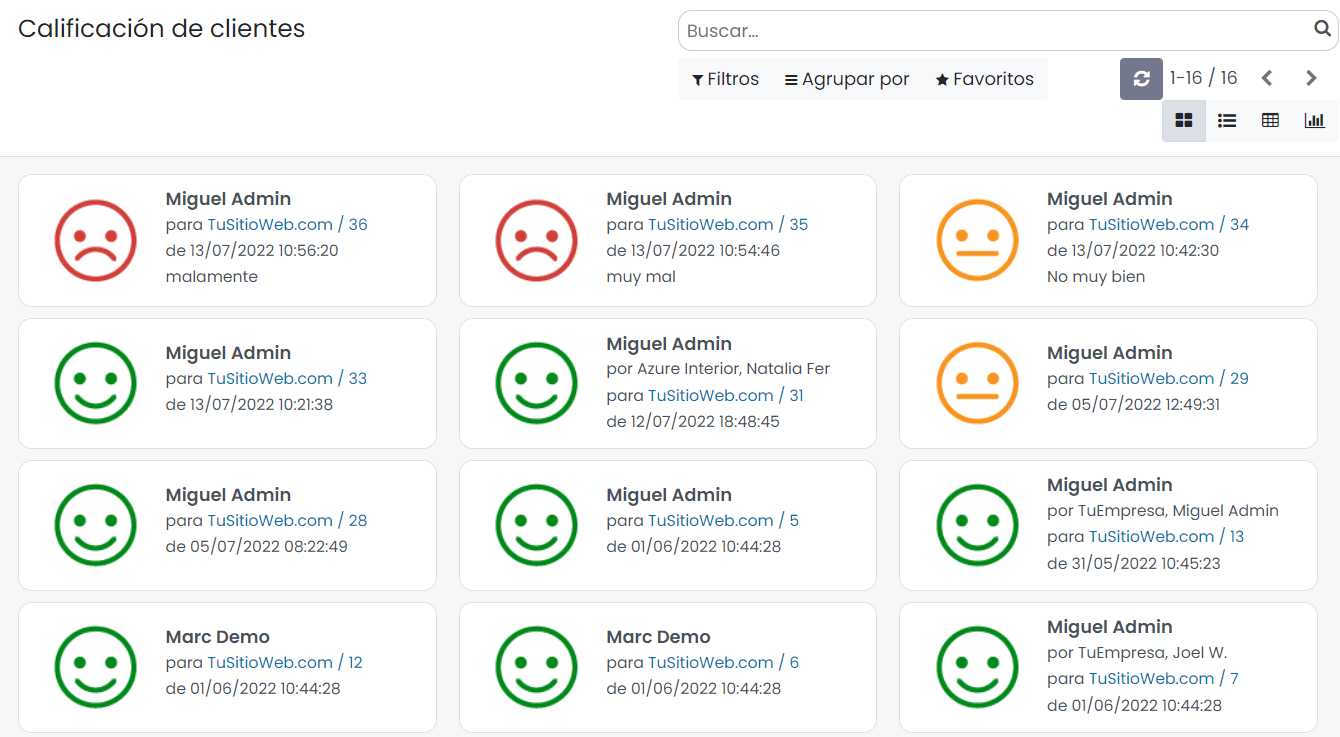 Calificación de clientes
Buscar...
Filtros
Agrupar por
Favoritos
1-16 / 16
Miguel Admin
para TuSitioWeb.com / 36
de 13/07/2022 10:56:20
malamente
Miguel Admin
para TuSitioWeb.com / 35
de 13/07/2022 10:54:46
muy mal
Miguel Admin
para TuSitioWeb.com / 34
de 13/07/2022 10:42:30
No muy bien
Miguel Admin
para TuSitioWeb.com / 33
de 13/07/2022 10:21:38
Miguel Admin
por Azure Interior, Natalia Fer
para TuSitioWeb.com / 31
de 12/07/2022 18:48:45
Miguel Admin
para TuSitioWeb.com / 29
de 05/07/2022 12:49:31
Miguel Admin
para TuSitioWeb.com / 28
de 05/07/2022 08:22:49
Miguel Admin
para TuSitioWeb.com / 5
de 01/06/2022 10:44:28
Miguel Admin
por TuEmpresa, Miguel Admin
para TuSitioWeb.com / 13
de 31/05/2022 10:45:23
Marc Demo
para TuSitioWeb.com / 12
de 01/06/2022 10:44:28
Marc Demo
para TuSitioWeb.com / 6
de 01/06/2022 10:44:28
Miguel Admin
por TuEmpresa, Joel W.
para TuSitioWeb.com / 7
de 01/06/2022 10:44:28